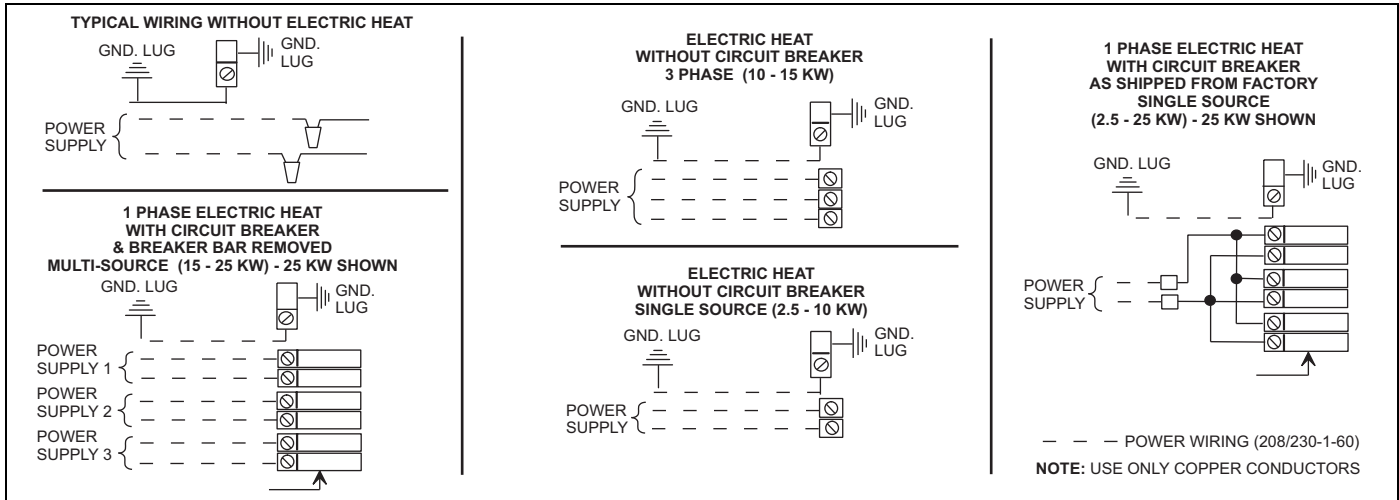 TYPICAL WIRING WITHOUT ELECTRIC HEAT
GND. LUG
GND.
LUG
POWER
SUPPLY
1 PHASE ELECTRIC HEAT
WITH CIRCUIT BREAKER
& BREAKER BAR REMOVED
MULTI-SOURCE (15 - 25 KW) - 25 KW SHOWN
GND. LUG
GND.
LUG
POWER
SUPPLY 1
POWER
SUPPLY 2
POWER
SUPPLY 3
ELECTRIC HEAT
WITHOUT CIRCUIT BREAKER
3 PHASE (10 - 15 KW)
GND. LUG
GND.
LUG
POWER
SUPPLY
ELECTRIC HEAT
WITHOUT CIRCUIT BREAKER
SINGLE SOURCE (2.5 - 10 KW)
GND. LUG
GND.
LUG
POWER
SUPPLY
1 PHASE ELECTRIC HEAT
WITH CIRCUIT BREAKER
AS SHIPPED FROM FACTORY
SINGLE SOURCE
(2.5 - 25 KW) - 25 KW SHOWN
GND. LUG
GND.
LUG
POWER
SUPPLY
POWER WIRING (208/230-1-60)
NOTE: USE ONLY COPPER CONDUCTORS